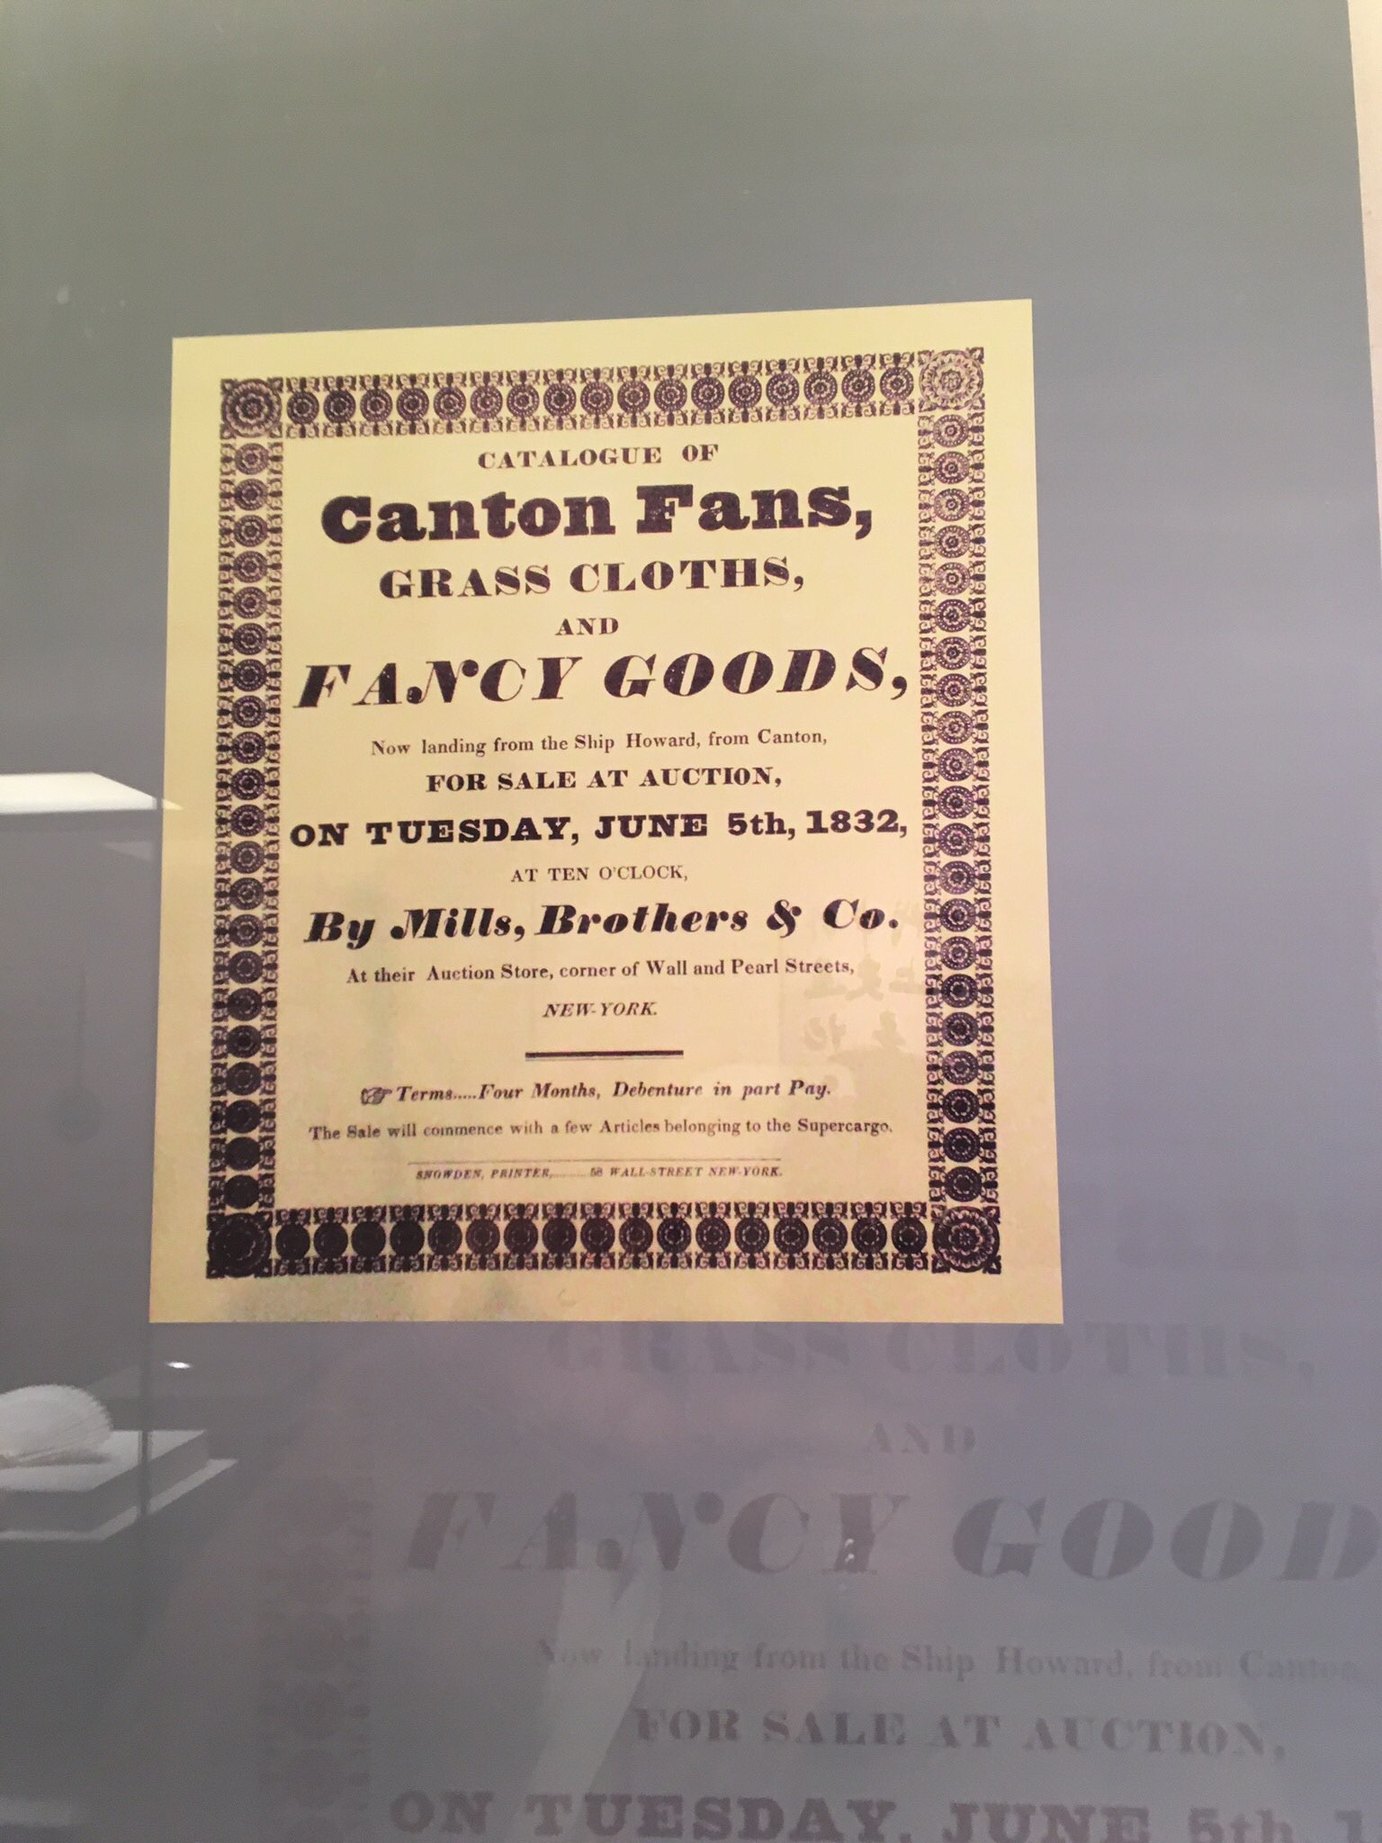 CATALOGUE OF
Canton Fans,
GRASS CLOTHS,
AND
FANCY GOODS,
Now landing from the Ship Howard, from Canton,
FOR SALE AT AUCTION,
ON TUESDAY, JUNE 5th, 1832,
AT TEN O'CLOCK,
By Mills, Brothers & Co.
At their Auction Store, corner of Wall and Pearl Streets,
NEW-YORK.
☞ Terms.....Four Months, Debenture in part Pay.
The Sale will commence with a few Articles belonging to the Supercargo.
SNOWDEN, PRINTER,......... 58 WALL-STREET NEW-YORK.
GRASS CLOTHS,
AND
FANCY GOOD
Now landing from the Ship Howard, from Canton
FOR SALE AT AUCTION,
ON TUESDAY, JUNE 5th 1